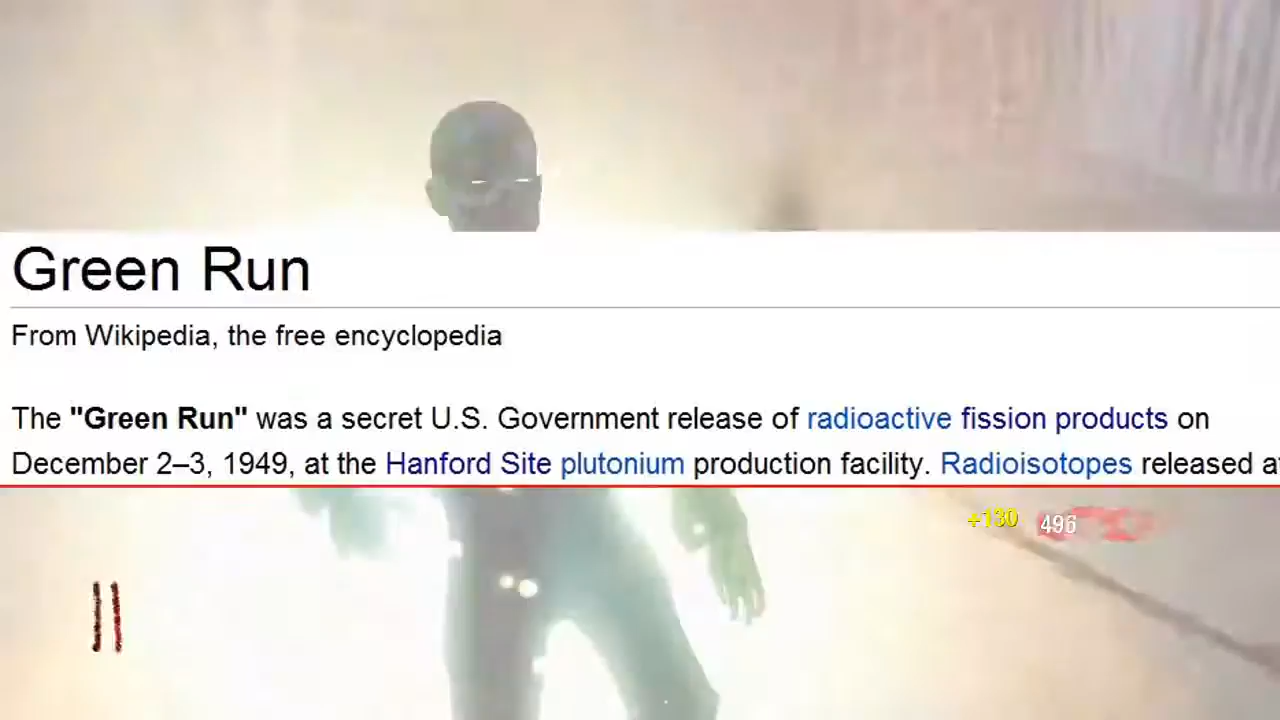 Green Run
From Wikipedia, the free encyclopedia
The "Green Run" was a secret U.S. Government release of radioactive fission products on
December 2–3, 1949, at the Hanford Site plutonium production facility. Radioisotopes released
+130 496